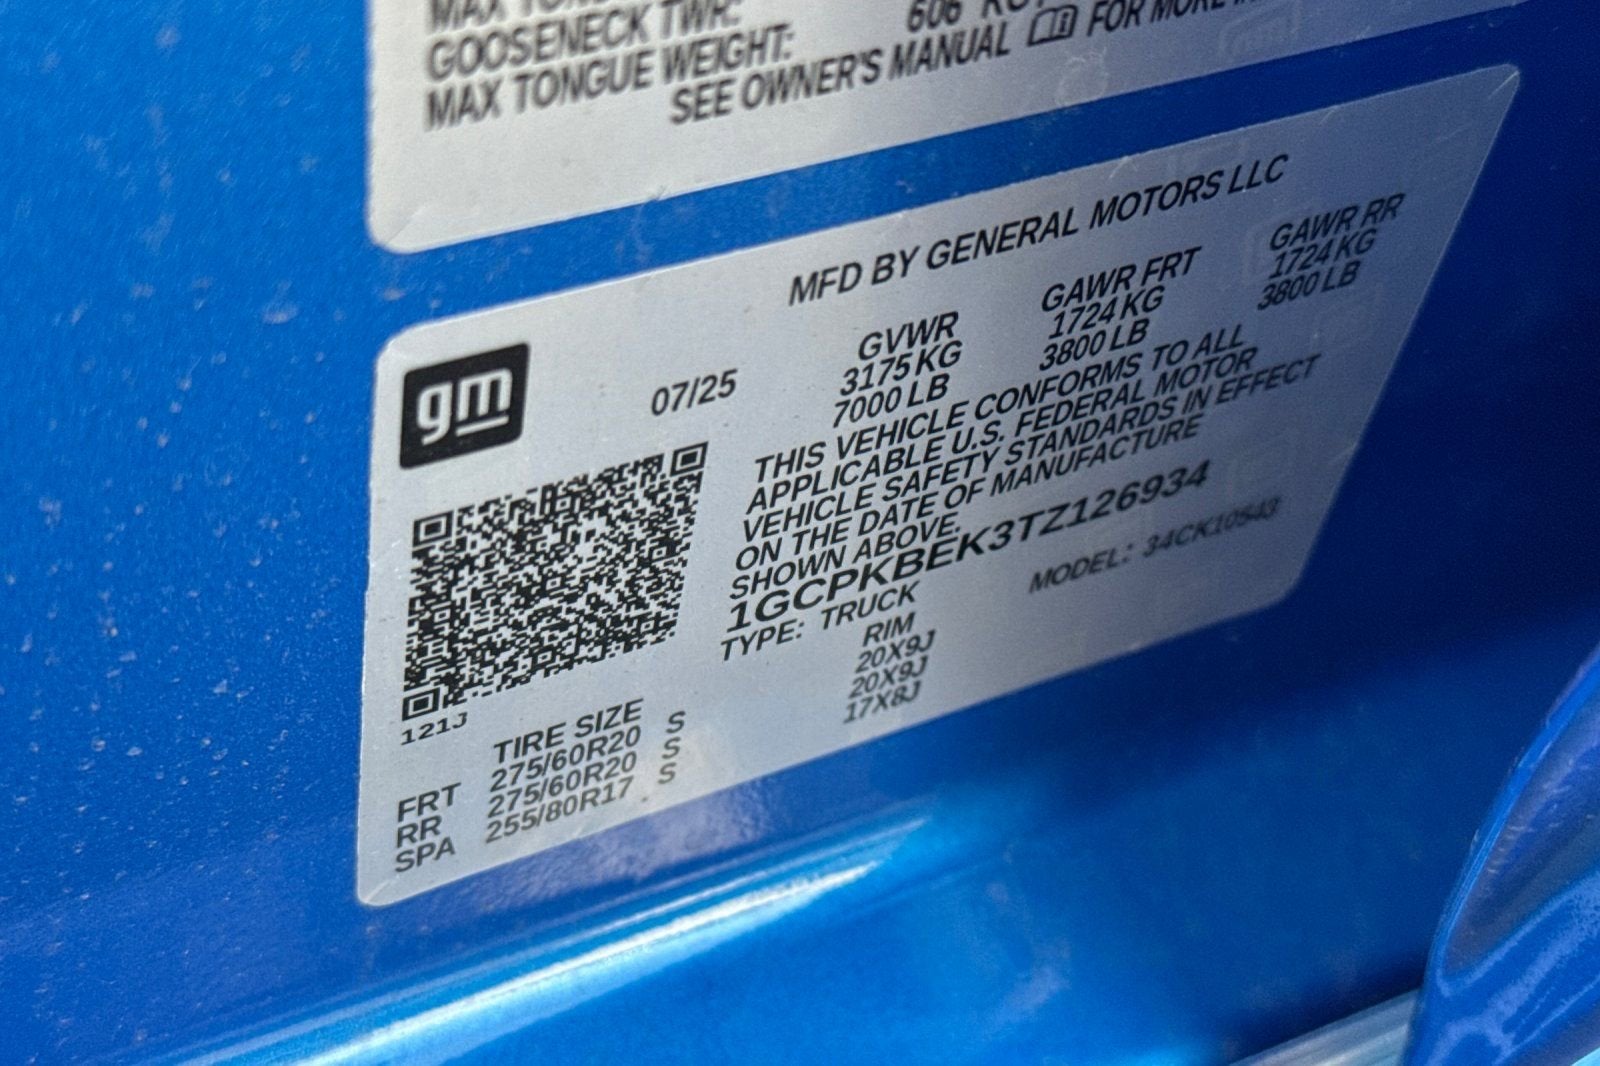 MAX
GOOSENECK TWR:
606
MAX TONGUE WEIGHT:
SEE OWNER'S MANUAL FOR MORE
MFD BY GENERAL MOTORS LLC
gm
07/25
GVWR GAWR FRT GAWR RR
3175 KG 1724 KG 1724 KG
7000 LB 3800 LB 3800 LB
THIS VEHICLE CONFORMS TO ALL
APPLICABLE U.S. FEDERAL MOTOR
VEHICLE SAFETY STANDARDS IN EFFECT
ON THE DATE OF MANUFACTURE
SHOWN ABOVE.
1GCPKBEK3TZ126934
TYPE: TRUCK MODEL: 34CK10543
121J
TIRE SIZE RIM
FRT 275/60R20 S 20X9J
RR 275/60R20 S 20X9J
SPA 255/80R17 S 17X8J